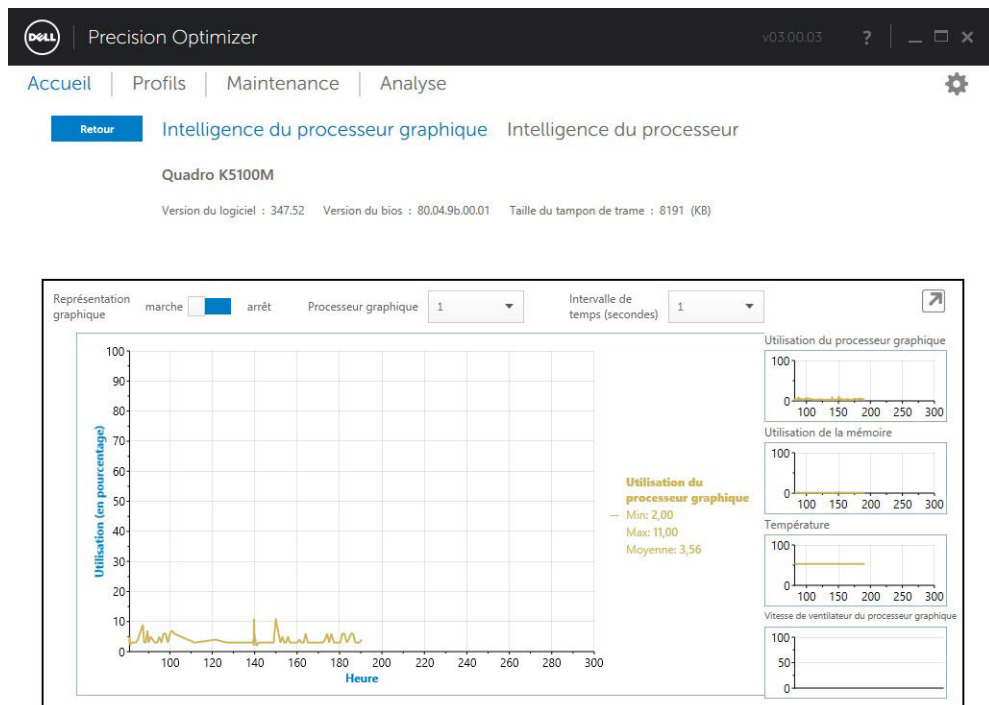 DELL Precision Optimizer v03.00.03 ?
Accueil Profils Maintenance Analyse
Retour Intelligence du processeur graphique Intelligence du processeur
Quadro K5100M
Version du logiciel : 347.52 Version du bios : 80.04.9b.00.01 Taille du tampon de trame : 8191 (KB)
Représentation
graphique
marche arrêt
Processeur graphique 1
Intervalle de
temps (secondes)
1
100
90
80
70
60
50
40
30
20
10
0
Utilisation (en pourcentage)
100 120 140 160 180 200 220 240 260 280 300
Heure
Utilisation du
processeur graphique
Min: 2,00
Max: 11,00
Moyenne: 3,56
Utilisation du processeur graphique
100
0
100 150 200 250 300
Utilisation de la mémoire
100
0
100 150 200 250 300
Température
100
0
100 150 200 250 300
Vitesse de ventilateur du processeur graphique
100
50
0